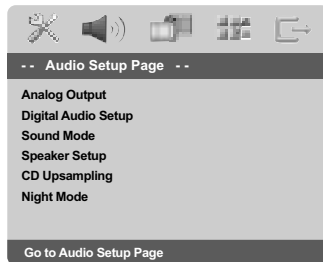 -- Audio Setup Page --
Analog Output
Digital Audio Setup
Sound Mode
Speaker Setup
CD Upsampling
Night Mode
Go to Audio Setup Page